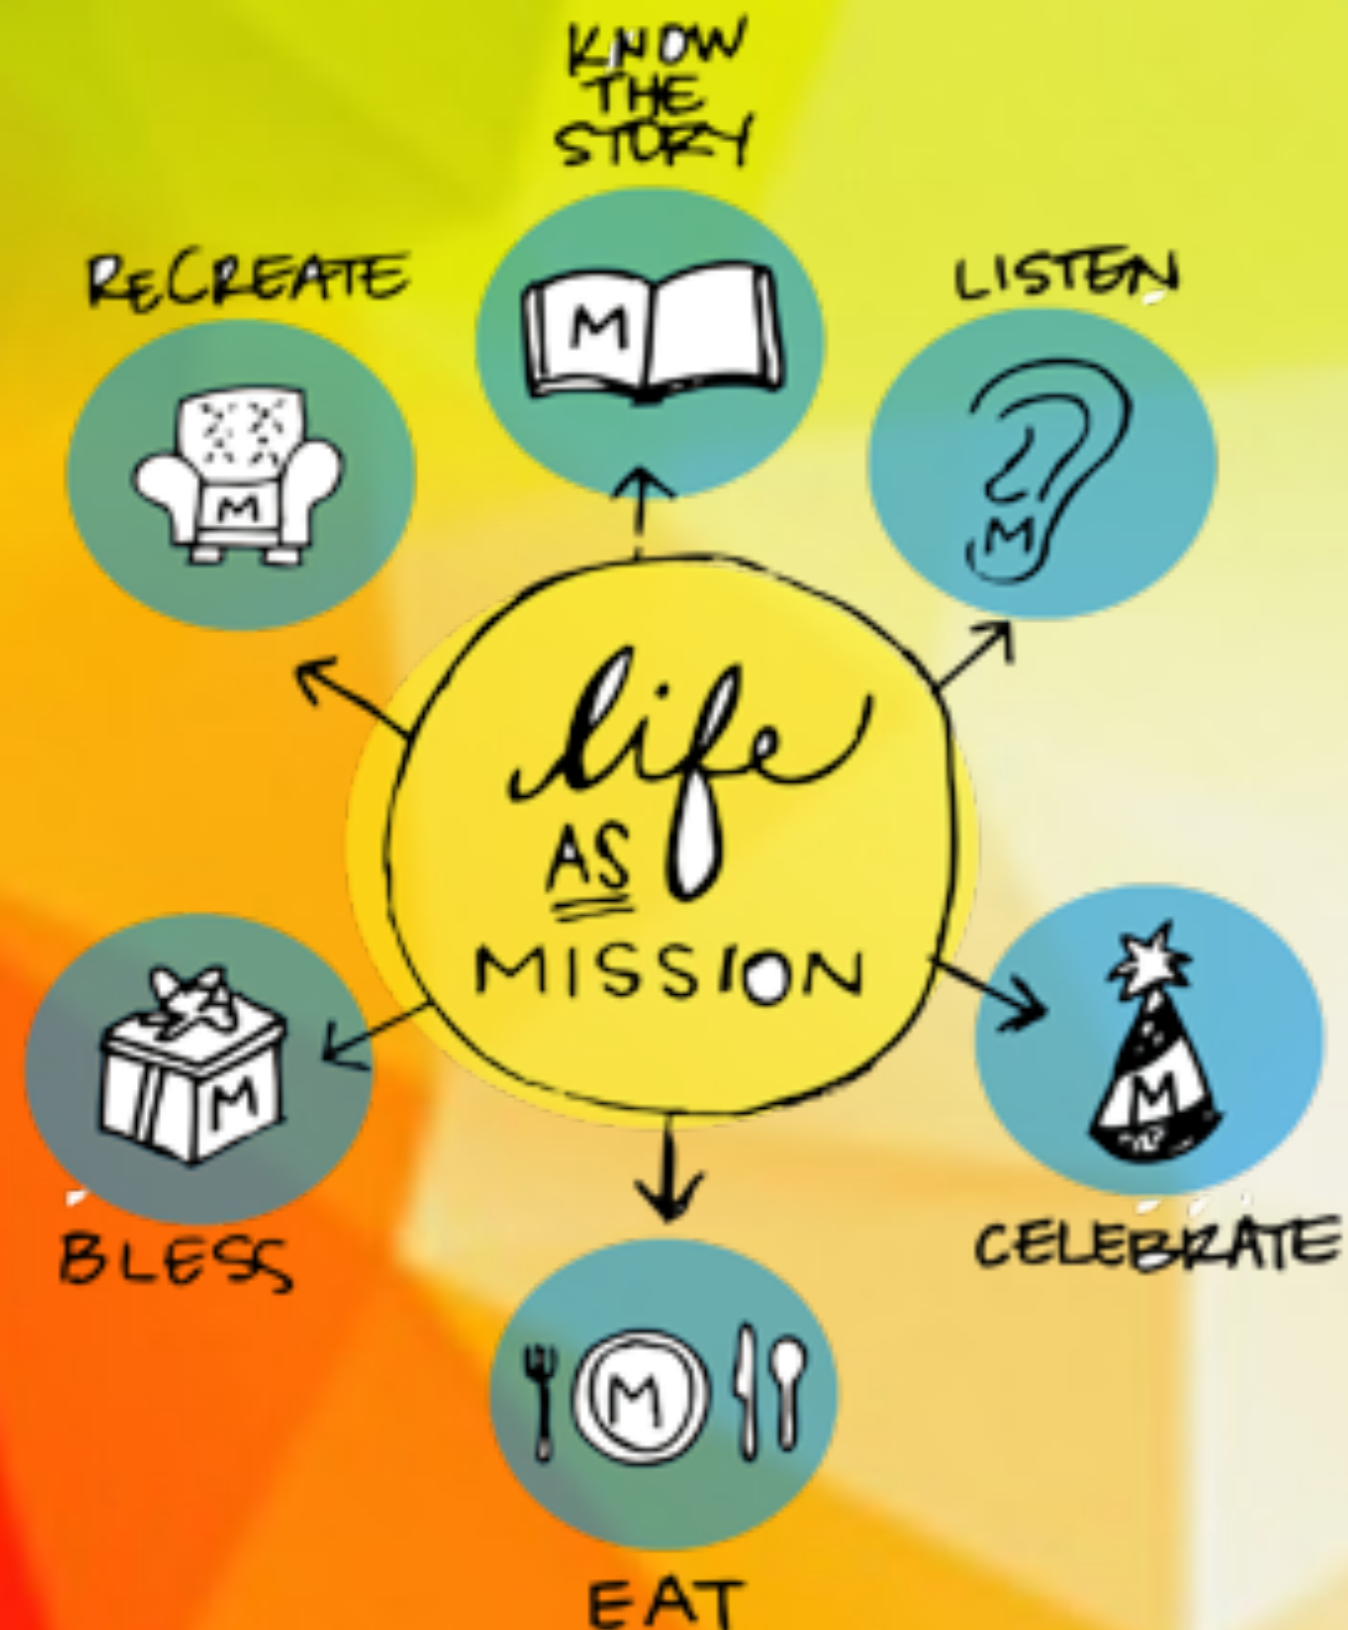 KNOW
THE
STORY
RECREATE
LISTEN
M
M
M
life
AS
MISSION
M
M
BLESS
CELEBRATE
M
EAT